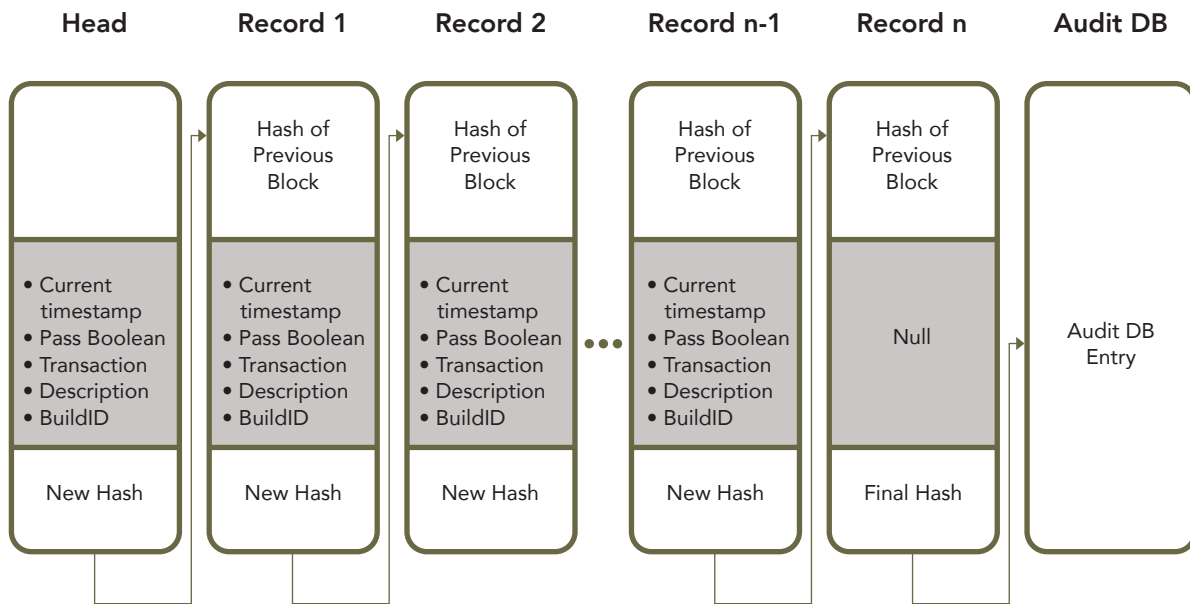 Head
Record 1
Record 2
Record n-1
Record n
Audit DB
Hash of
Previous
Block
Hash of
Previous
Block
Hash of
Previous
Block
Hash of
Previous
Block
• Current
timestamp
• Pass Boolean
• Transaction
• Description
• BuildID
• Current
timestamp
• Pass Boolean
• Transaction
• Description
• BuildID
• Current
timestamp
• Pass Boolean
• Transaction
• Description
• BuildID
•••
• Current
timestamp
• Pass Boolean
• Transaction
• Description
• BuildID
Null
Audit DB
Entry
New Hash
New Hash
New Hash
New Hash
Final Hash